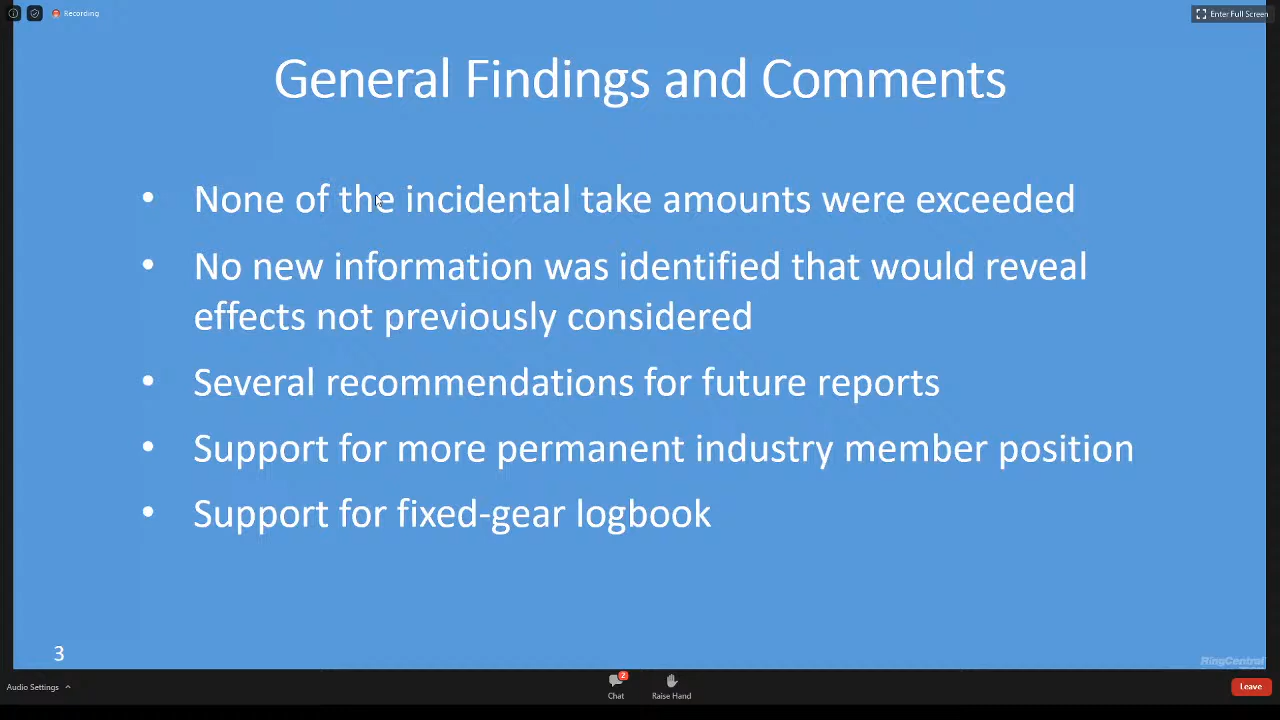 Recording
Enter Full Screen
General Findings and Comments
• None of the incidental take amounts were exceeded
• No new information was identified that would reveal
effects not previously considered
• Several recommendations for future reports
• Support for more permanent industry member position
• Support for fixed-gear logbook
3
RingCentral
Audio Settings
2
Chat
Raise Hand
Leave